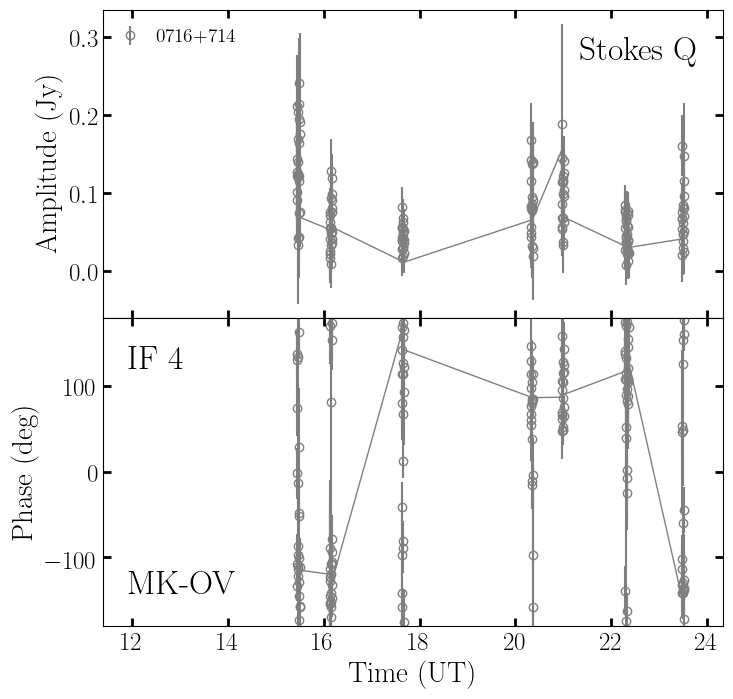 0716+714
Stokes Q
0.3
0.2
0.1
0.0
Amplitude (Jy)
IF 4
MK-OV
100
0
−100
Phase (deg)
12 14 16 18 20 22 24
Time (UT)